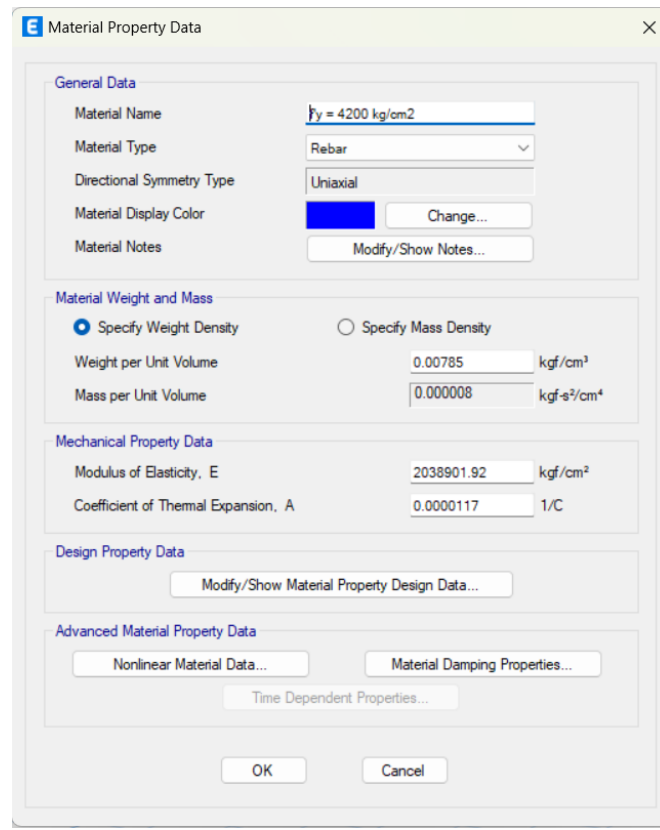 E Material Property Data
General Data
Material Name fy = 4200 kg/cm2
Material Type Rebar
Directional Symmetry Type Uniaxial
Material Display Color Change...
Material Notes Modify/Show Notes...
Material Weight and Mass
Specify Weight Density Specify Mass Density
Weight per Unit Volume 0.00785 kgf/cm³
Mass per Unit Volume 0.000008 kgf-s²/cm⁴
Mechanical Property Data
Modulus of Elasticity, E 2038901.92 kgf/cm²
Coefficient of Thermal Expansion, A 0.0000117 1/C
Design Property Data
Modify/Show Material Property Design Data...
Advanced Material Property Data
Nonlinear Material Data... Material Damping Properties...
Time Dependent Properties...
OK Cancel